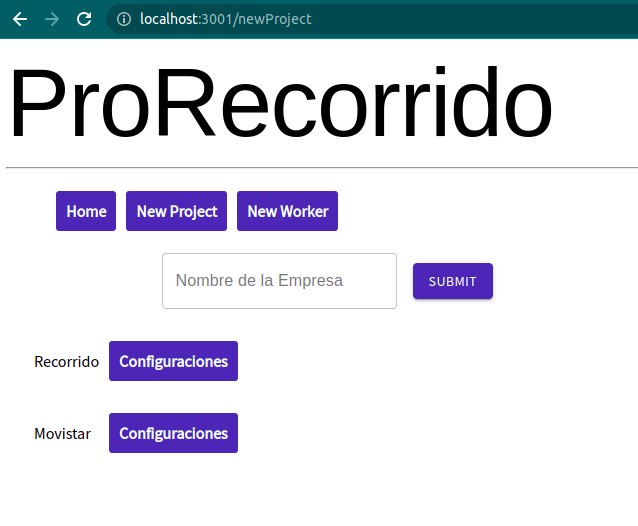 localhost:3001/newProject
ProRecorrido
Home New Project New Worker
Nombre de la Empresa SUBMIT
Recorrido Configuraciones
Movistar Configuraciones